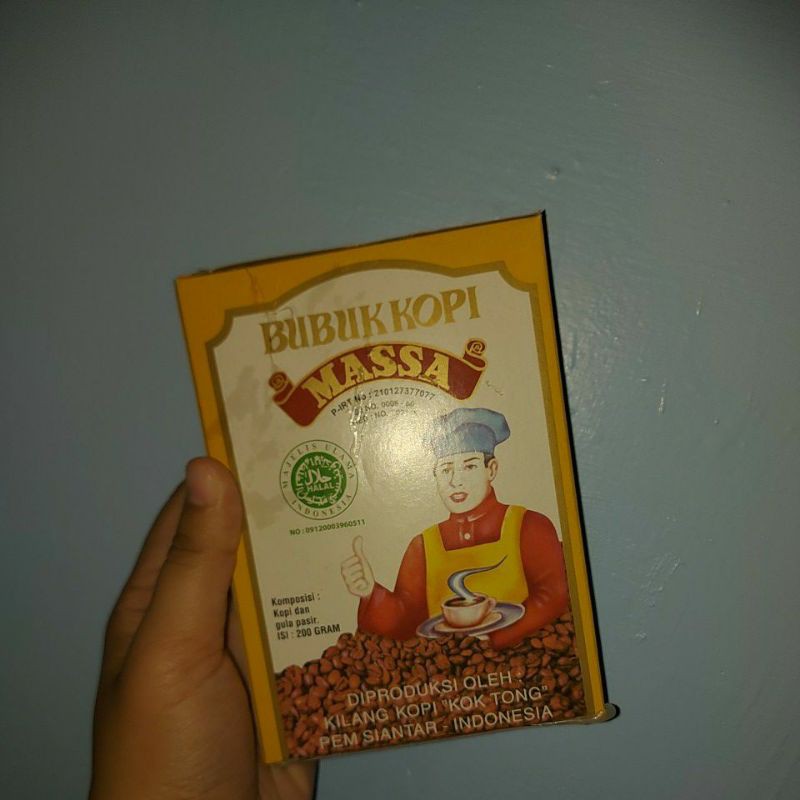 BUBUK KOPI
MASSA
P-IRT No : 210127377077
MAJELIS ULAMA
حلال
HALAL
INDONESIA
NO : 09120003960511
Komposisi :
Kopi dan
gula pasir.
ISI : 200 GRAM
DIPRODUKSI OLEH :
KILANG KOPI "KOK TONG"
PEM SIANTAR - INDONESIA